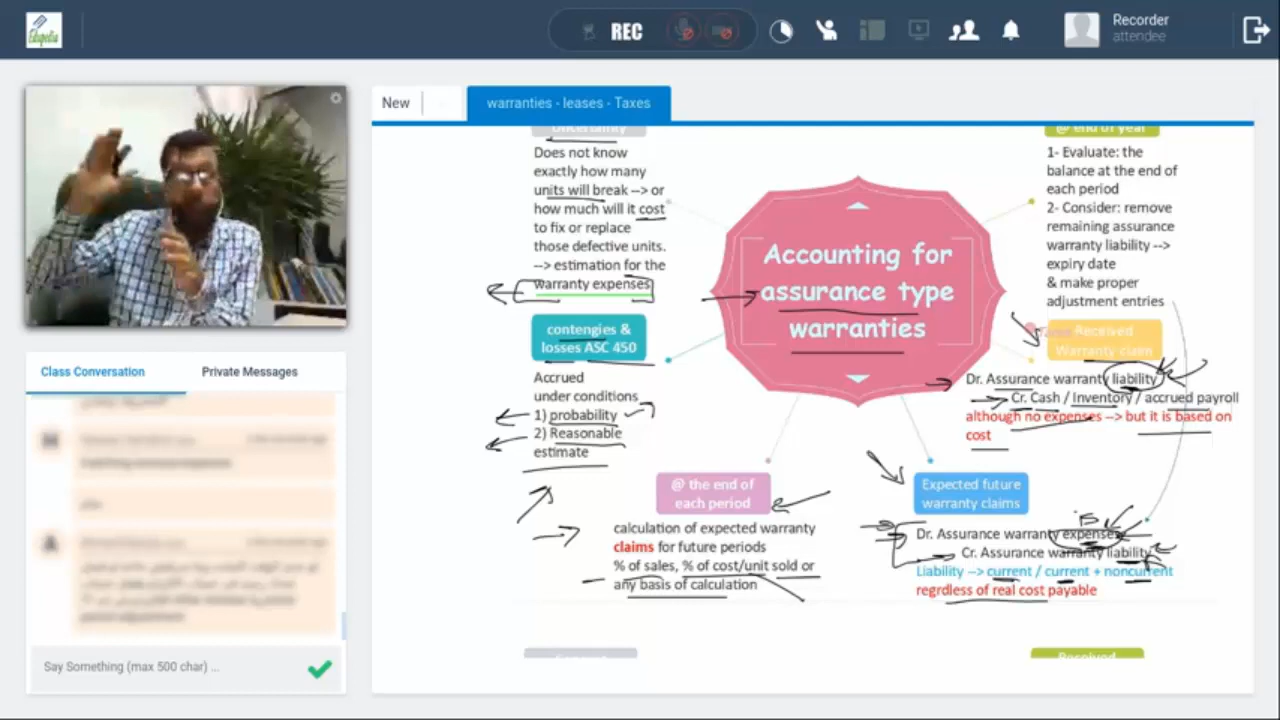 Edupedia
REC
Recorder
attendee
Class Conversation
Private Messages
Say Something (max 500 char) ...
New
warranties - leases - Taxes
Uncertainty
Does not know
exactly how many
units will break --> or
how much will it cost
to fix or replace
those defective units.
--> estimation for the
warranty expenses
contengies &
losses ASC 450
Accrued
under conditions
1) probability
2) Reasonable
estimate
@ the end of
each period
calculation of expected warranty
claims for future periods
% of sales, % of cost/unit sold or
any basis of calculation
Accounting for
assurance type
warranties
@ end of year
1- Evaluate: the
balance at the end of
each period
2- Consider: remove
remaining assurance
warranty liability -->
expiry date
& make proper
adjustment entries
Received
Warranty claim
Dr. Assurance warranty liability
Cr. Cash / Inventory / accrued payroll
although no expenses --> but it is based on
cost
Expected future
warranty claims
Dr. Assurance warranty expenses
Cr. Assurance warranty liability
Liability --> current / current + noncurrent
regrdless of real cost payable
Received